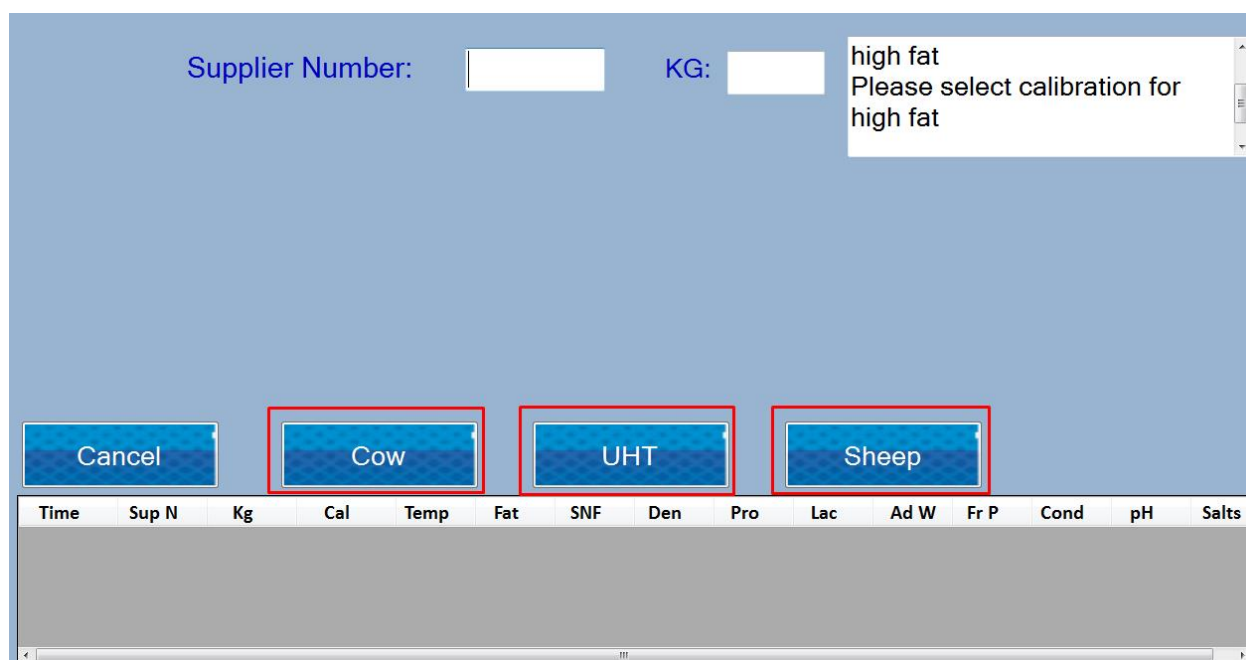 Supplier Number: KG:
high fat
Please select calibration for
high fat
Cancel Cow UHT Sheep
Time Sup N Kg Cal Temp Fat SNF Den Pro Lac Ad W Fr P Cond pH Salts